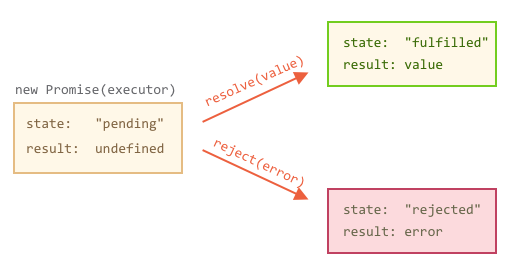 new Promise(executor)
state:   "pending"
result:  undefined
resolve(value)
reject(error)
state:  "fulfilled"
result: value
state:  "rejected"
result: error